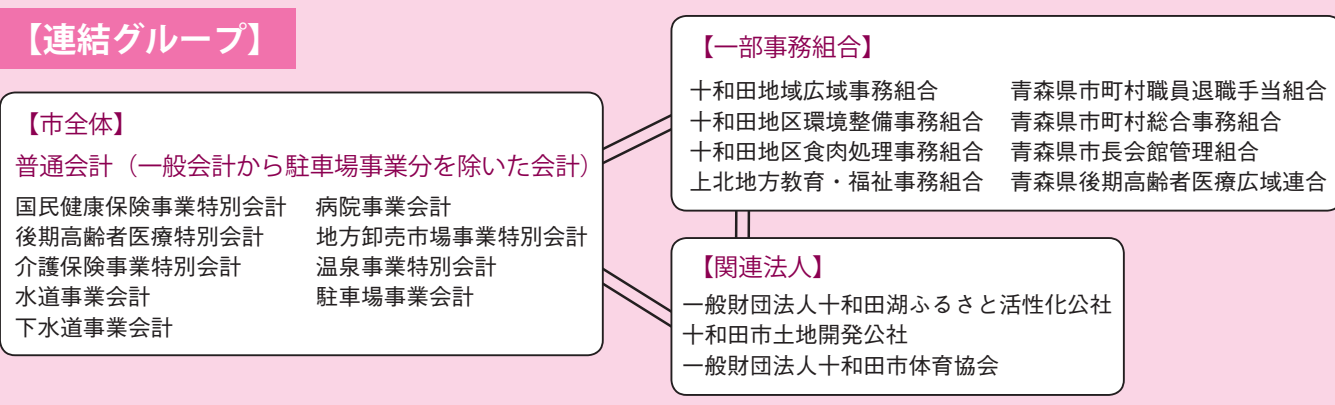 【連結グループ】
【市全体】
普通会計（一般会計から駐車場事業分を除いた会計）
国民健康保険事業特別会計　病院事業会計
後期高齢者医療特別会計　地方卸売市場事業特別会計
介護保険事業特別会計　温泉事業特別会計
水道事業会計　駐車場事業会計
下水道事業会計
【一部事務組合】
十和田地域広域事務組合　青森県市町村職員退職手当組合
十和田地区環境整備事務組合　青森県市町村総合事務組合
十和田地区食肉処理事務組合　青森県市長会館管理組合
上北地方教育・福祉事務組合　青森県後期高齢者医療広域連合
【関連法人】
一般財団法人十和田湖ふるさと活性化公社
十和田市土地開発公社
一般財団法人十和田市体育協会